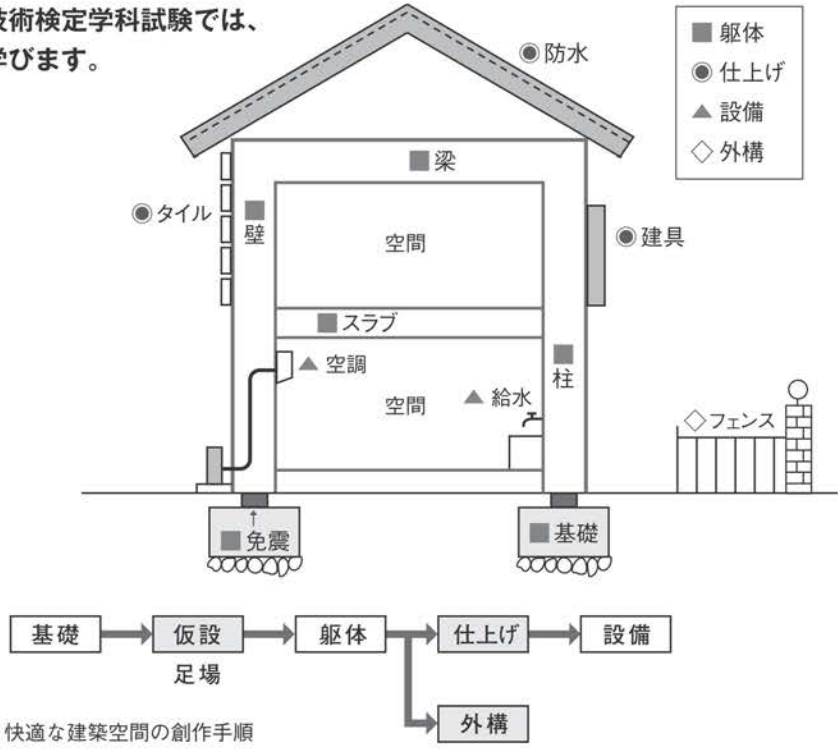 技術検定学科試験では、
学びます。
◉防水
■躯体
◉仕上げ
▲設備
◇外構
■梁
◉タイル
■壁
空間
◉建具
■スラブ
▲空調
■柱
空間
▲給水
◇フェンス
↑
■免震
■基礎
基礎
仮設
躯体
仕上げ
設備
足場
外構
快適な建築空間の創作手順